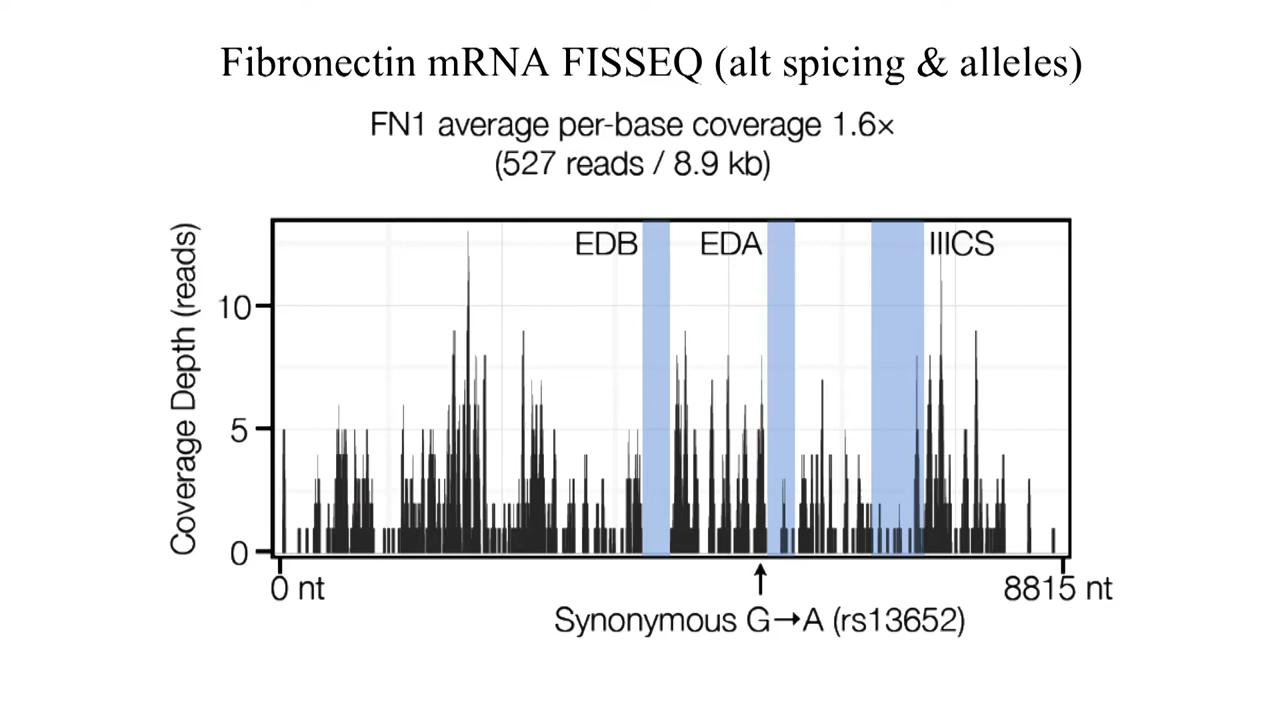 Fibronectin mRNA FISSEQ (alt spicing & alleles)
FN1 average per-base coverage 1.6×
(527 reads / 8.9 kb)
Coverage Depth (reads)
EDB
EDA
IIICS
10
5
0
0 nt
8815 nt
Synonymous G→A (rs13652)